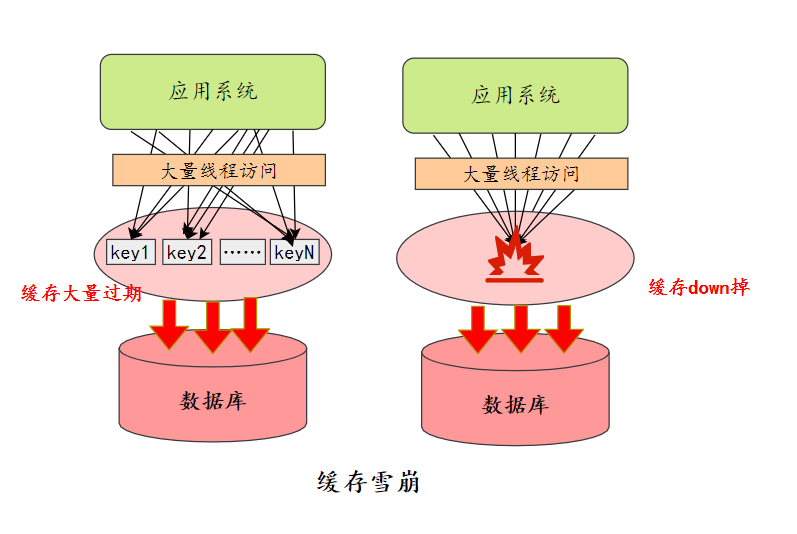 应用系统
大量线程访问
key1 key2 …… keyN
缓存大量过期
数据库
应用系统
大量线程访问
缓存down掉
数据库
缓存雪崩